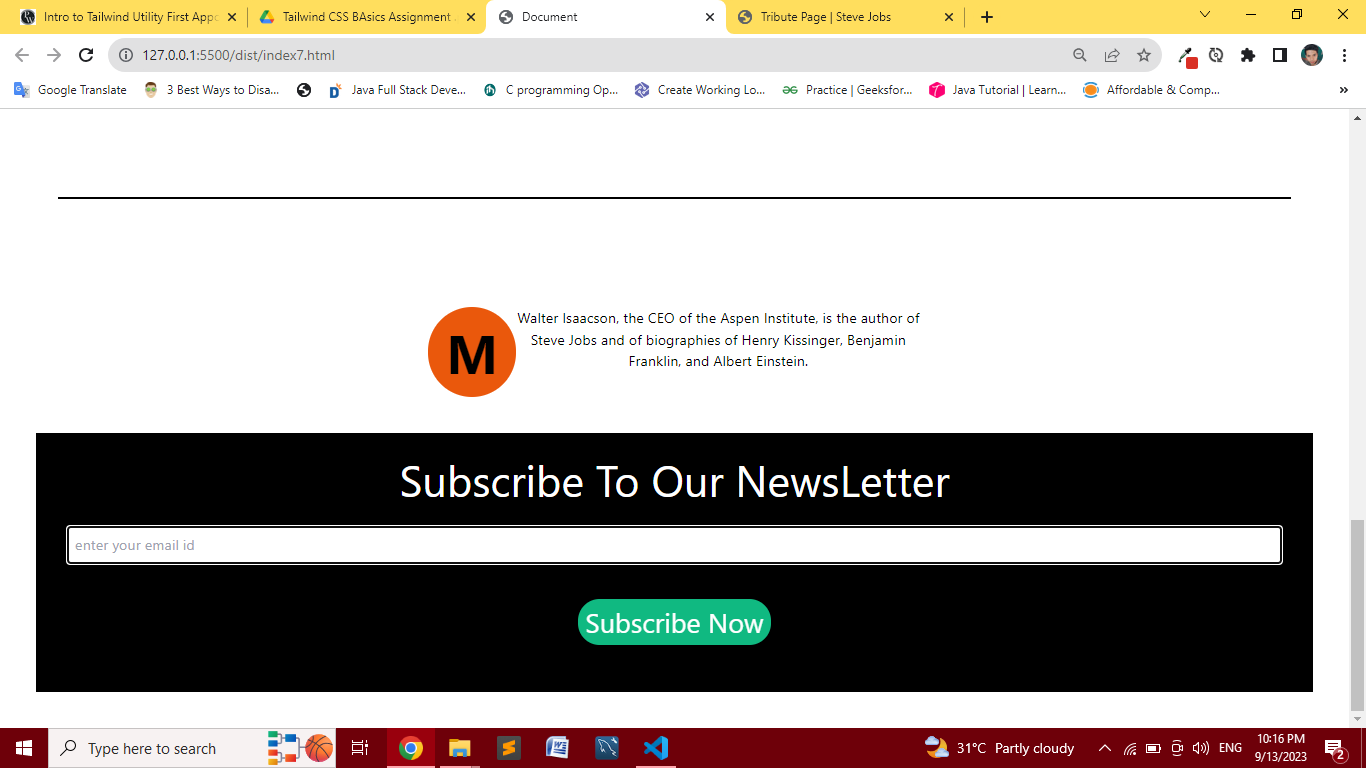 Intro to Tailwind Utility First Appo
Tailwind CSS BAsics Assignment .
Document
Tribute Page | Steve Jobs
127.0.0.1:5500/dist/index7.html
Google Translate
3 Best Ways to Disa...
Java Full Stack Deve...
C programming Op...
Create Working Lo...
Practice | Geeksfor...
Java Tutorial | Learn...
Affordable & Comp...
»
M
Walter Isaacson, the CEO of the Aspen Institute, is the author of
Steve Jobs and of biographies of Henry Kissinger, Benjamin
Franklin, and Albert Einstein.
Subscribe To Our NewsLetter
enter your email id
Subscribe Now
Type here to search
31°C Partly cloudy
ENG
10:16 PM
9/13/2023
2